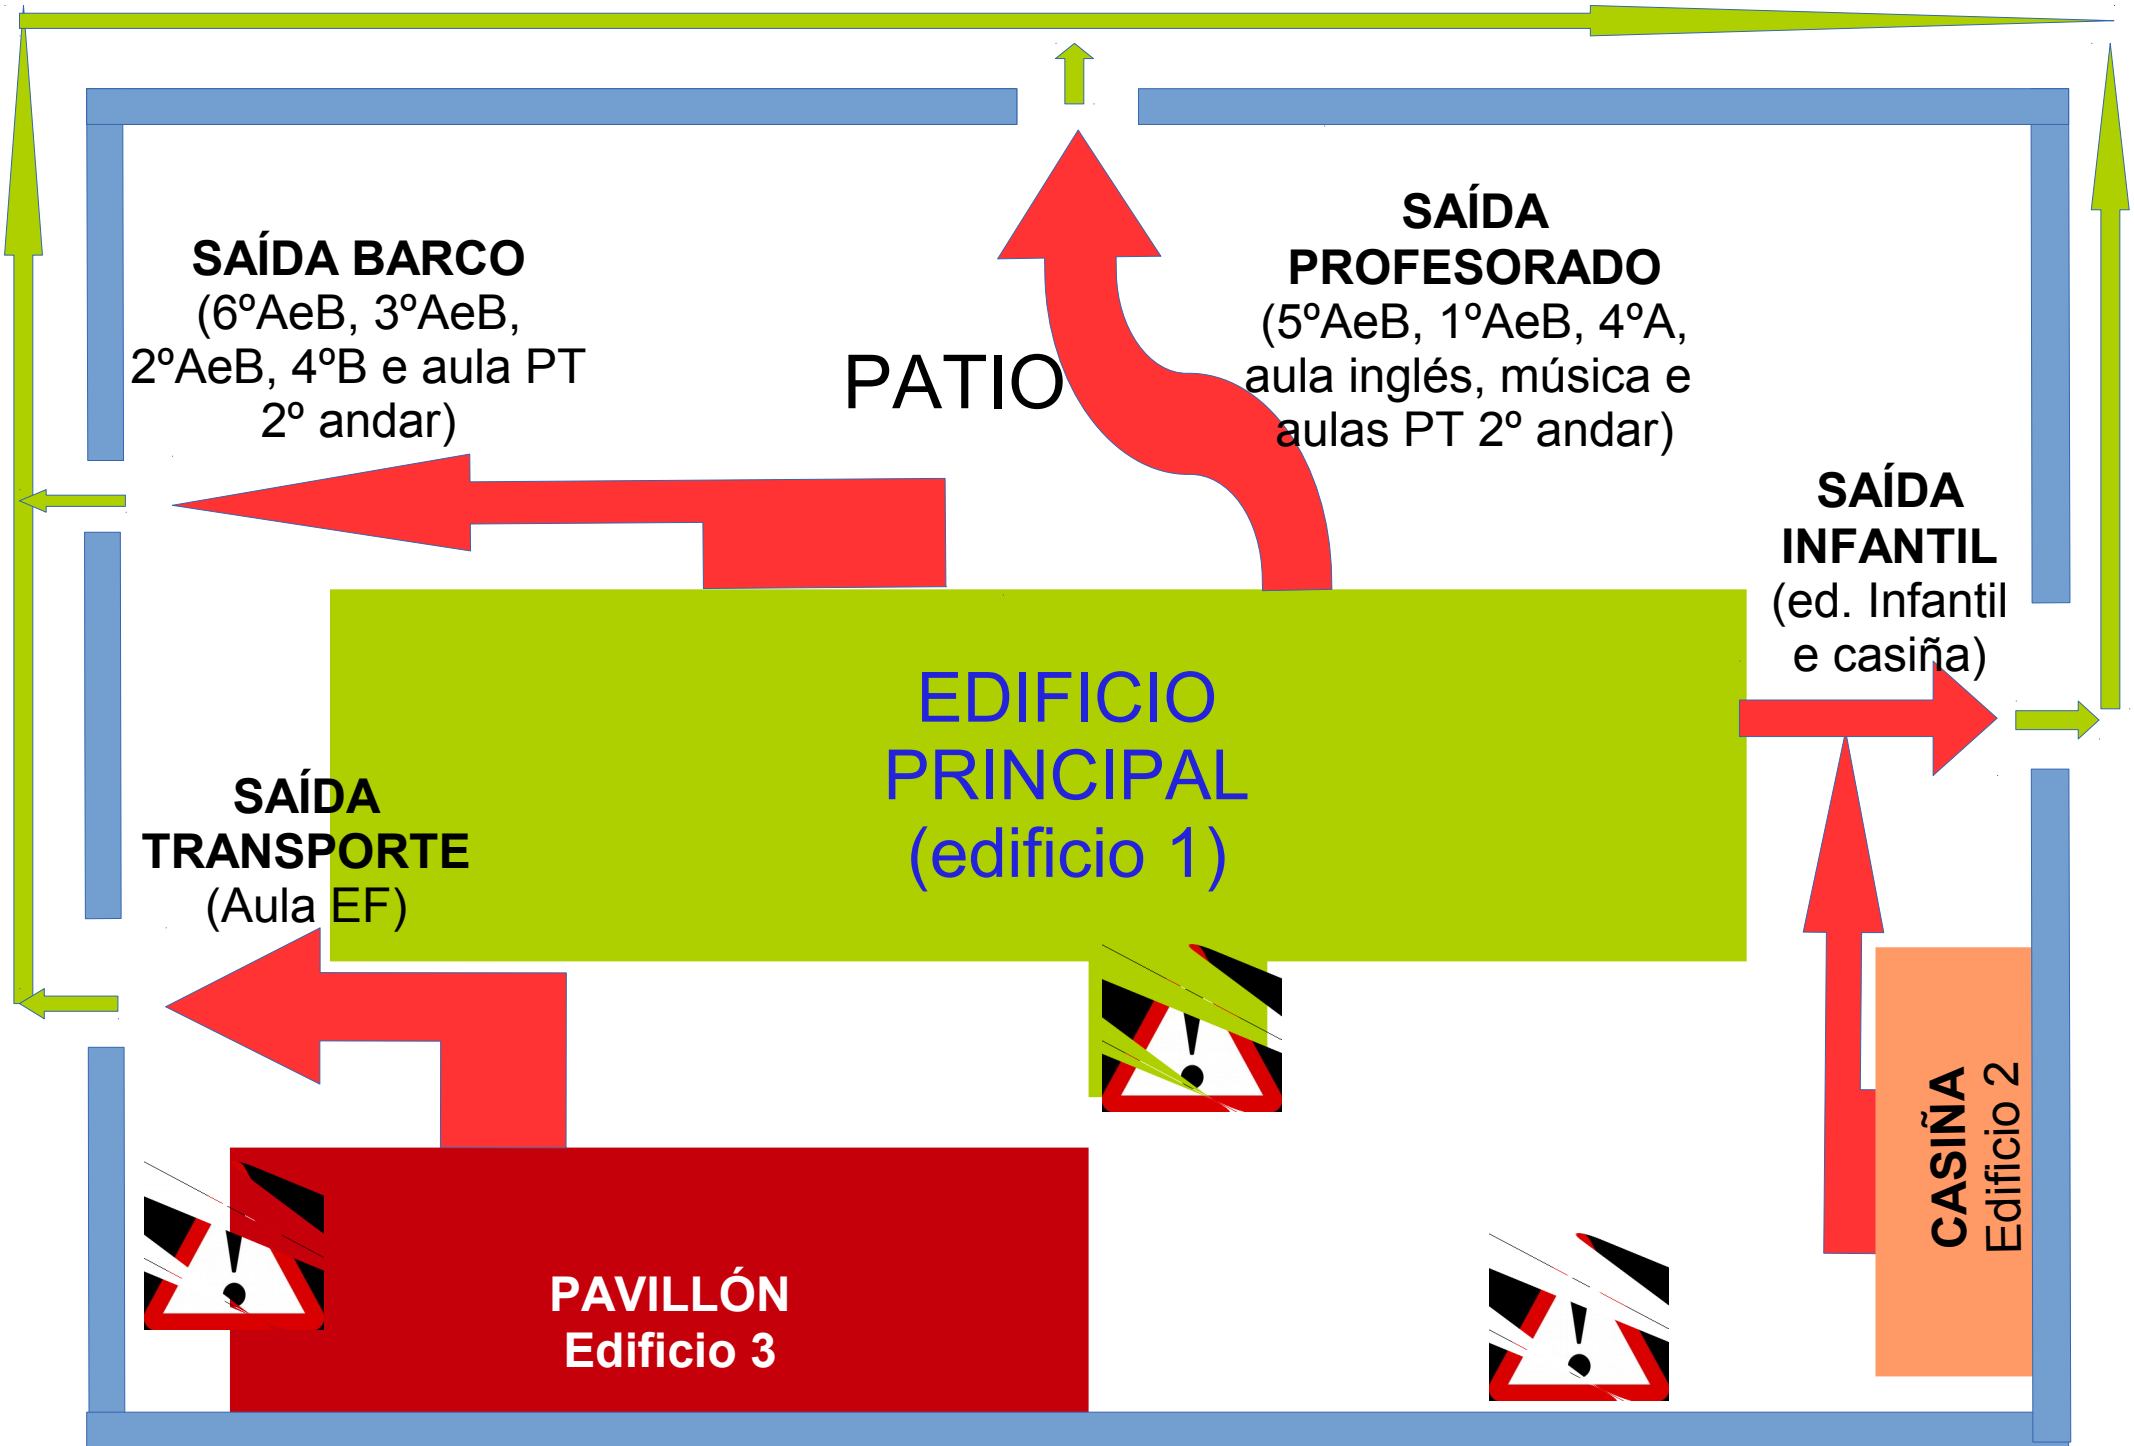 SAÍDA BARCO
(6ºAeB, 3ºAeB,
2ºAeB, 4ºB e aula PT
2º andar)
PATIO
SAÍDA
PROFESORADO
(5ºAeB, 1ºAeB, 4ºA,
aula inglés, música e
aulas PT 2º andar)
SAÍDA
INFANTIL
(ed. Infantil
e casiña)
EDIFICIO
PRINCIPAL
(edificio 1)
SAÍDA
TRANSPORTE
(Aula EF)
CASIÑA
Edificio 2
PAVILLÓN
Edificio 3